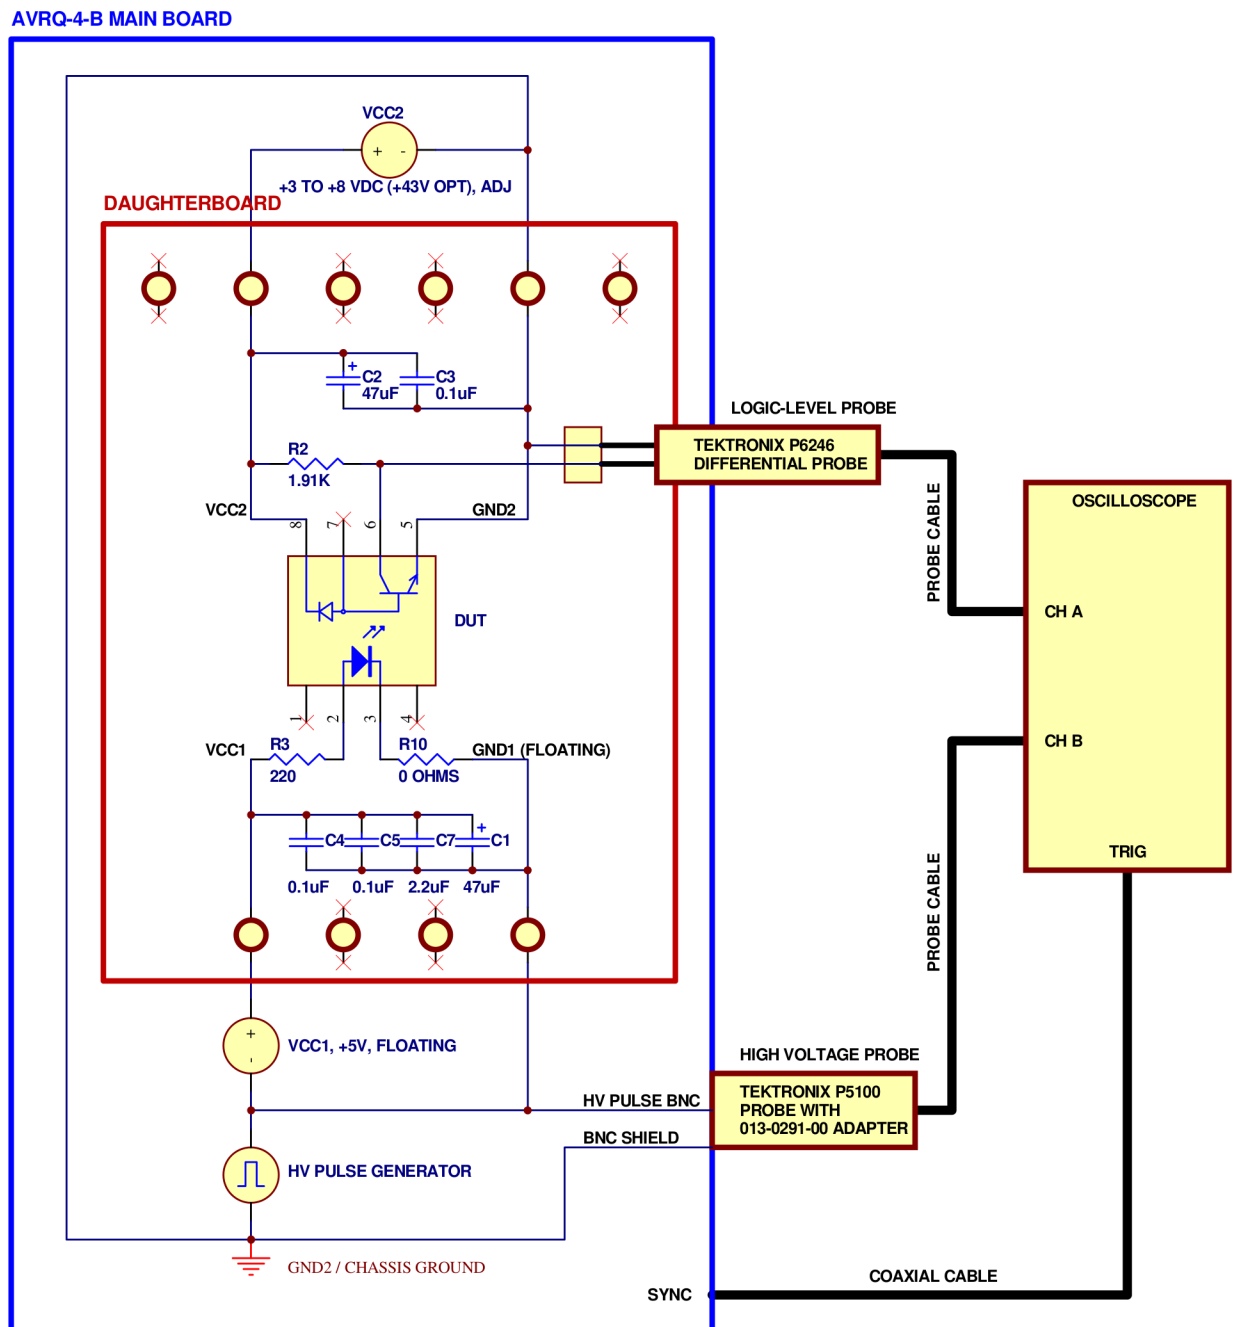 AVRQ-4-B MAIN BOARD
VCC2
+ -
+3 TO +8 VDC (+43V OPT), ADJ
DAUGHTERBOARD
+
C2
47uF
C3
0.1uF
LOGIC-LEVEL PROBE
TEKTRONIX P6246
DIFFERENTIAL PROBE
R2
1.91K
VCC2
GND2
8
7
6
5
PROBE CABLE
OSCILLOSCOPE
CH A
DUT
1
2
3
4
VCC1
R3
220
R10
0 OHMS
GND1 (FLOATING)
CH B
C4
C5
C7
+
C1
0.1uF
0.1uF
2.2uF
47uF
TRIG
PROBE CABLE
+
-
VCC1, +5V, FLOATING
HIGH VOLTAGE PROBE
TEKTRONIX P5100
PROBE WITH
013-0291-00 ADAPTER
HV PULSE BNC
BNC SHIELD
HV PULSE GENERATOR
GND2 / CHASSIS GROUND
COAXIAL CABLE
SYNC